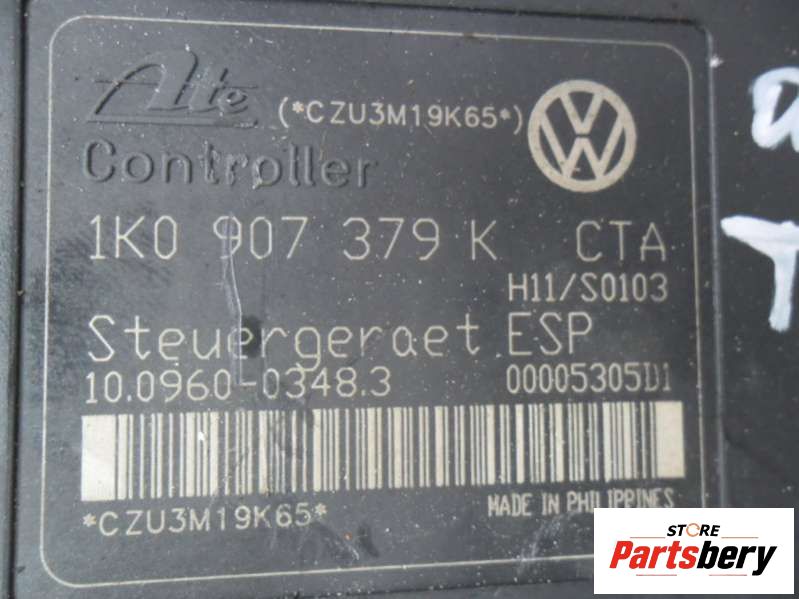 Ate
(*CZU3M19K65*)
Controller
1K0 907 379 K CTA
H11/S0103
Steuergeraet ESP
10.0960-0348.3 00005305D1
*CZU3M19K65*
MADE IN PHILIPPINES
STORE
Partsbery